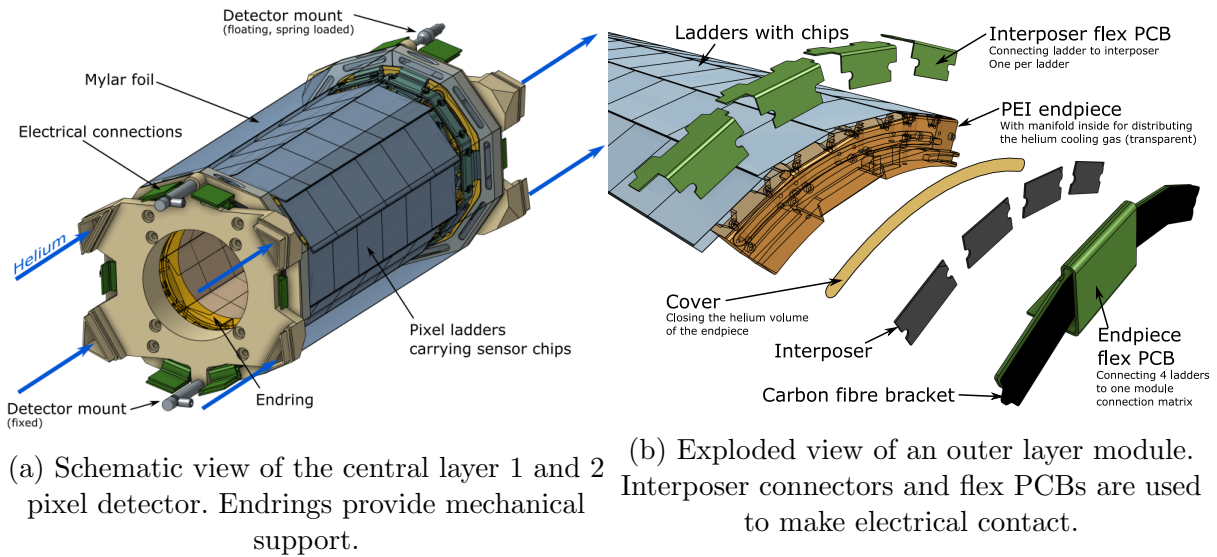 Detector mount
(floating, spring loaded)
Mylar foil
Electrical connections
Helium
Pixel ladders
carrying sensor chips
Endring
Detector mount
(fixed)
(a) Schematic view of the central layer 1 and 2
pixel detector. Endrings provide mechanical
support.
Ladders with chips
Interposer flex PCB
Connecting ladder to interposer
One per ladder
PEI endpiece
With manifold inside for distributing
the helium cooling gas (transparent)
Cover
Closing the helium volume
of the endpiece
Interposer
Endpiece
flex PCB
Connecting 4 ladders
to one module
connection matrix
Carbon fibre bracket
(b) Exploded view of an outer layer module.
Interposer connectors and flex PCBs are used
to make electrical contact.